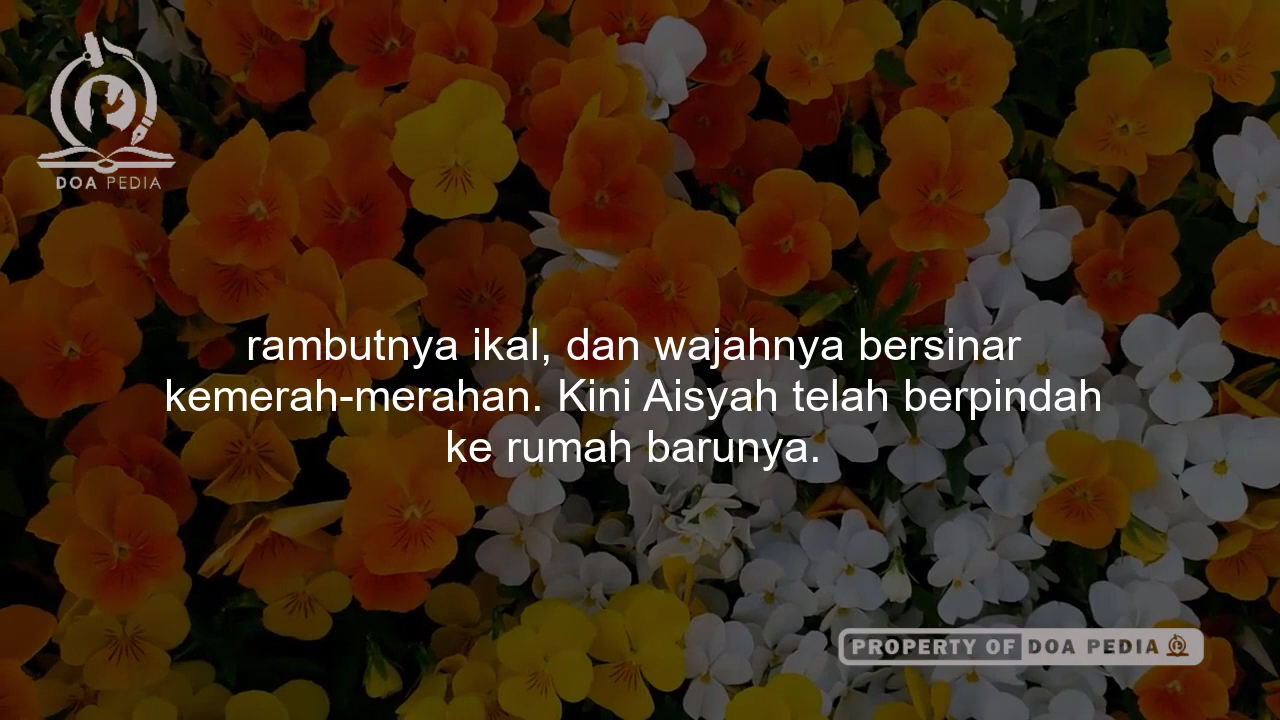 DOA PEDIA
rambutnya ikal, dan wajahnya bersinar
kemerah-merahan. Kini Aisyah telah berpindah
ke rumah barunya.
PROPERTY OF DOA PEDIA